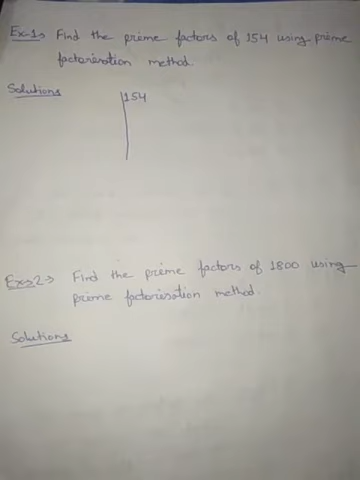 Ex-1→ Find the prime factors of 154 using prime
factorisation method.
Solutions
154
Ex-2→ Find the prime factors of 1800 using
prime factorisation method.
Solutions